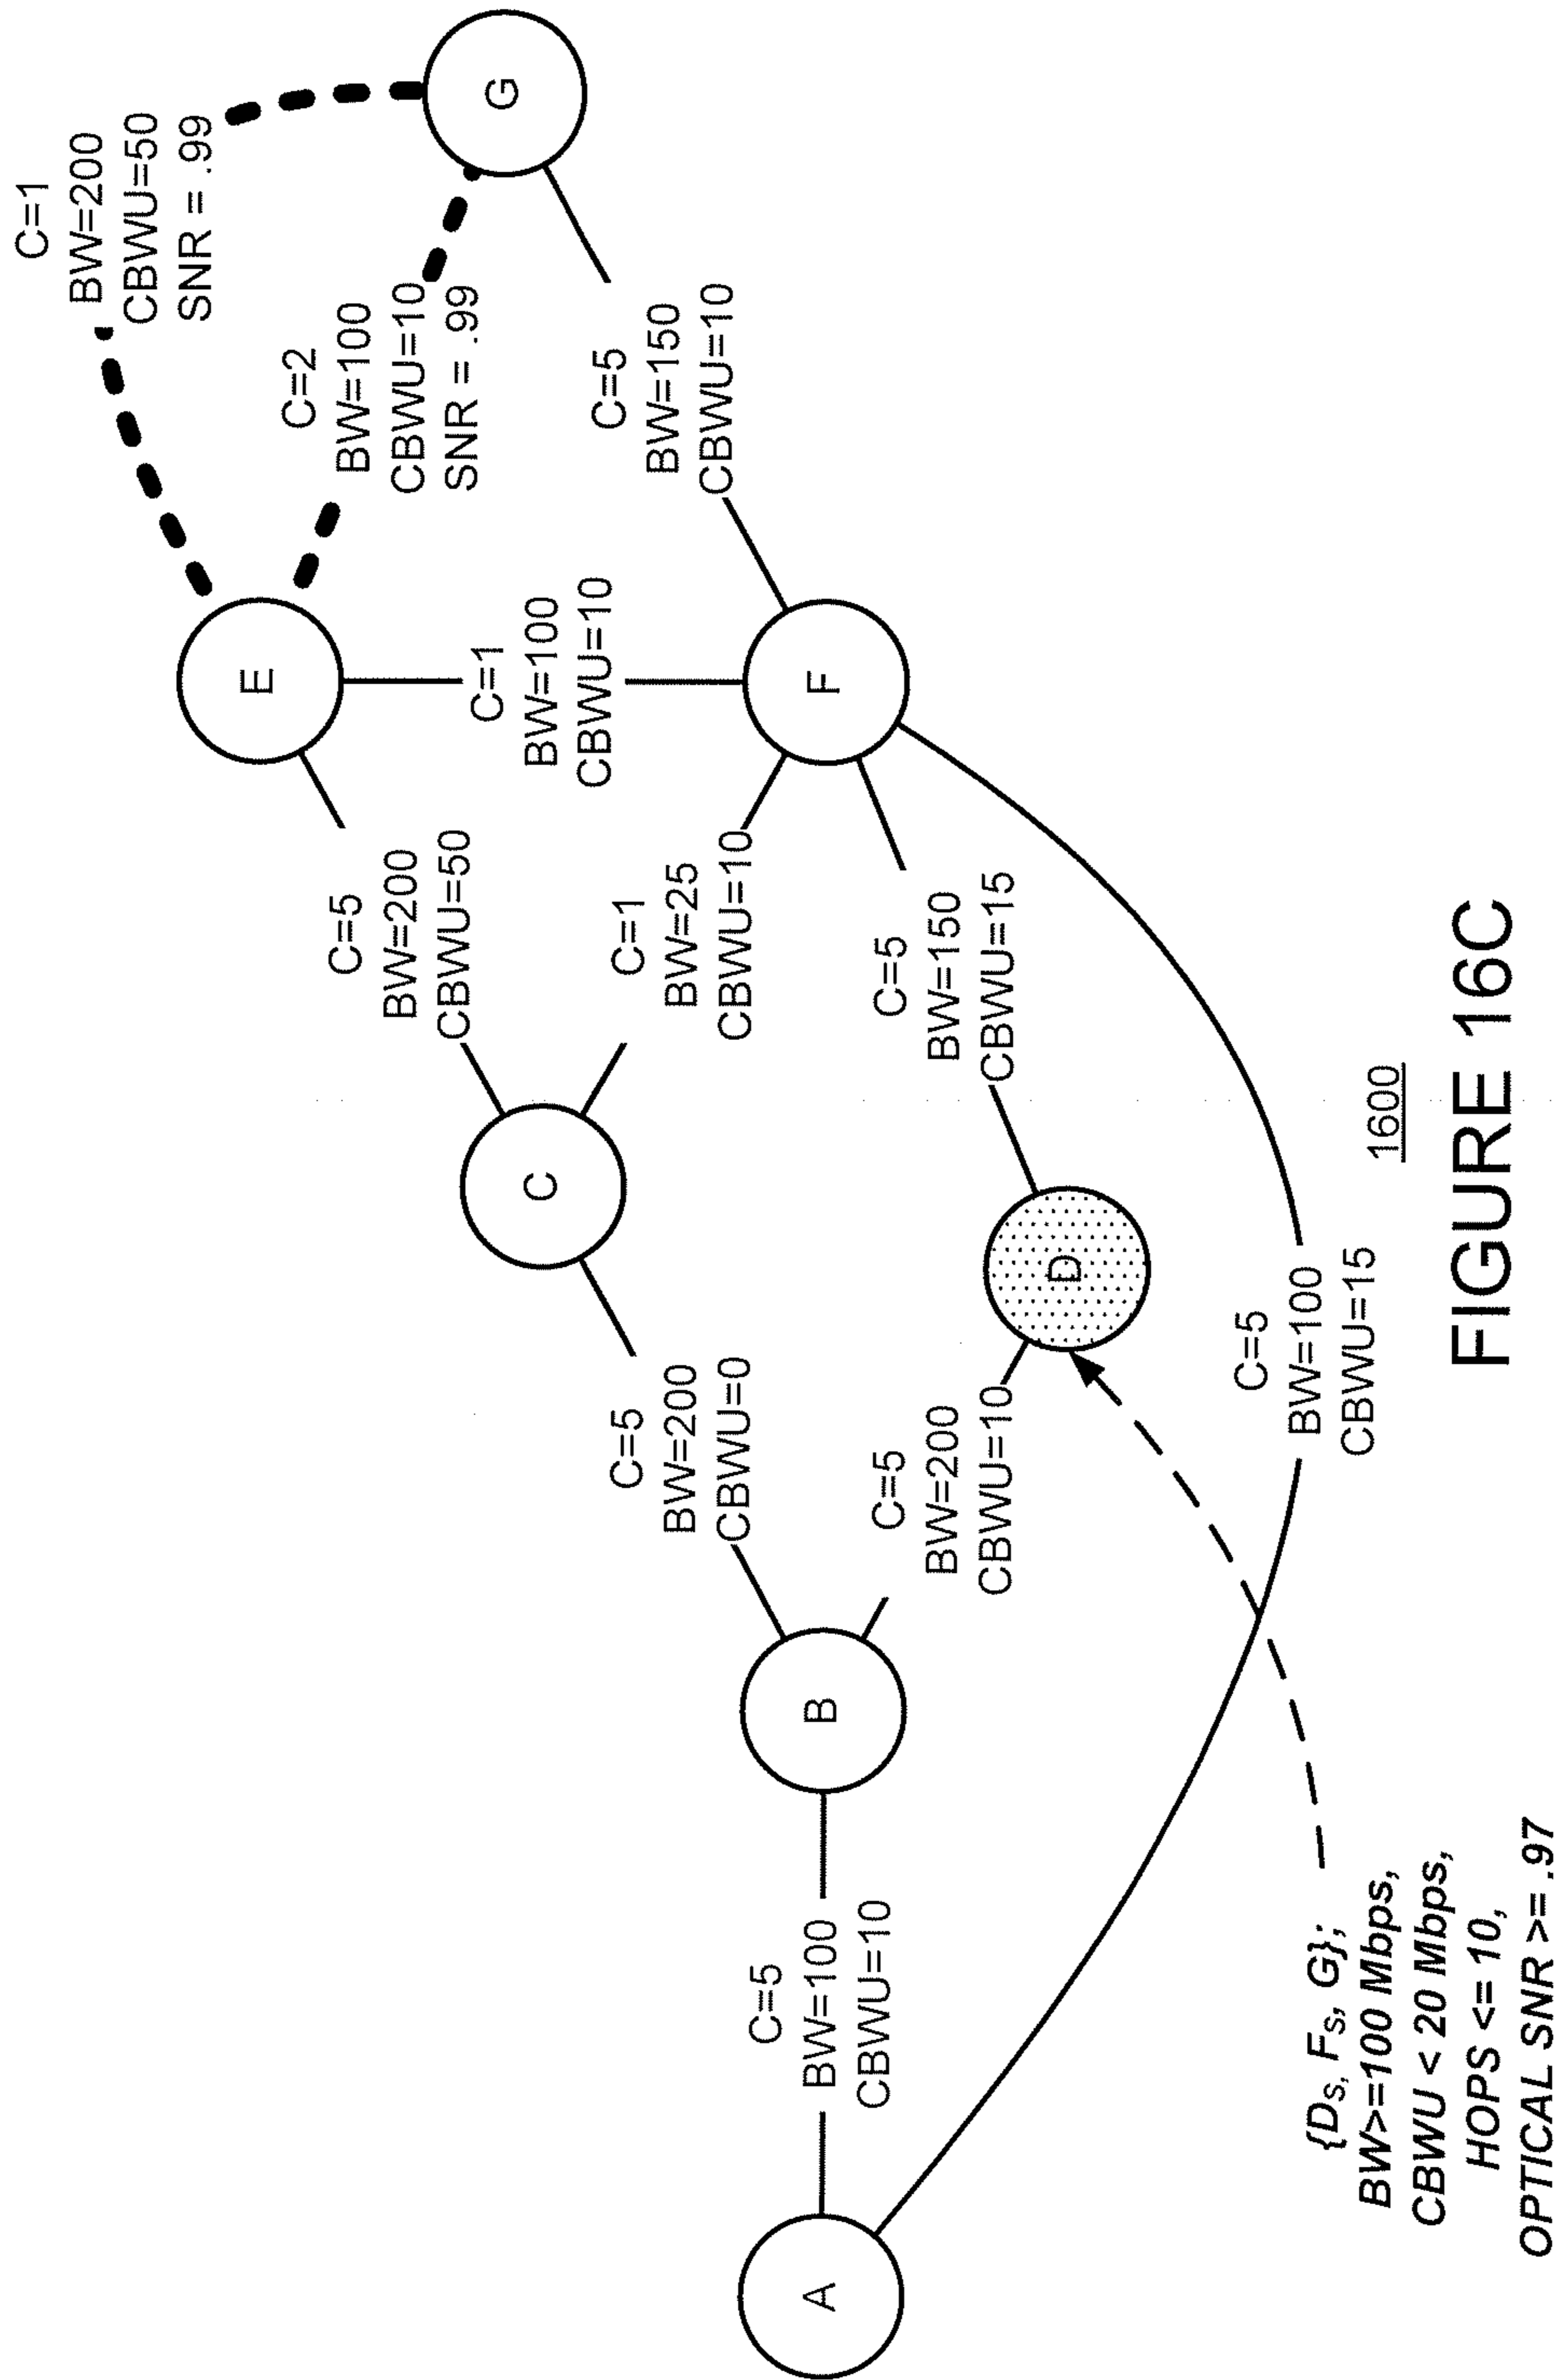 C=1
BW=200
CBWU=50
SNR = .99
C=2
BW=100
CBWU=10
SNR = .99
G
E
C=5
BW=200
CBWU=50
C=1
BW=100
CBWU=10
C=5
BW=150
CBWU=10
C
C=1
BW=25
CBWU=10
F
C=5
BW=200
CBWU=0
C=5
BW=150
CBWU=15
B
C=5
BW=200
CBWU=10
D
A
C=5
BW=100
CBWU=10
C=5
BW=100
CBWU=15
{DS, FS, G};
BW>=100 Mbps,
CBWU < 20 Mbps,
HOPS <= 10,
OPTICAL SNR >= .97
1600
FIGURE 16C